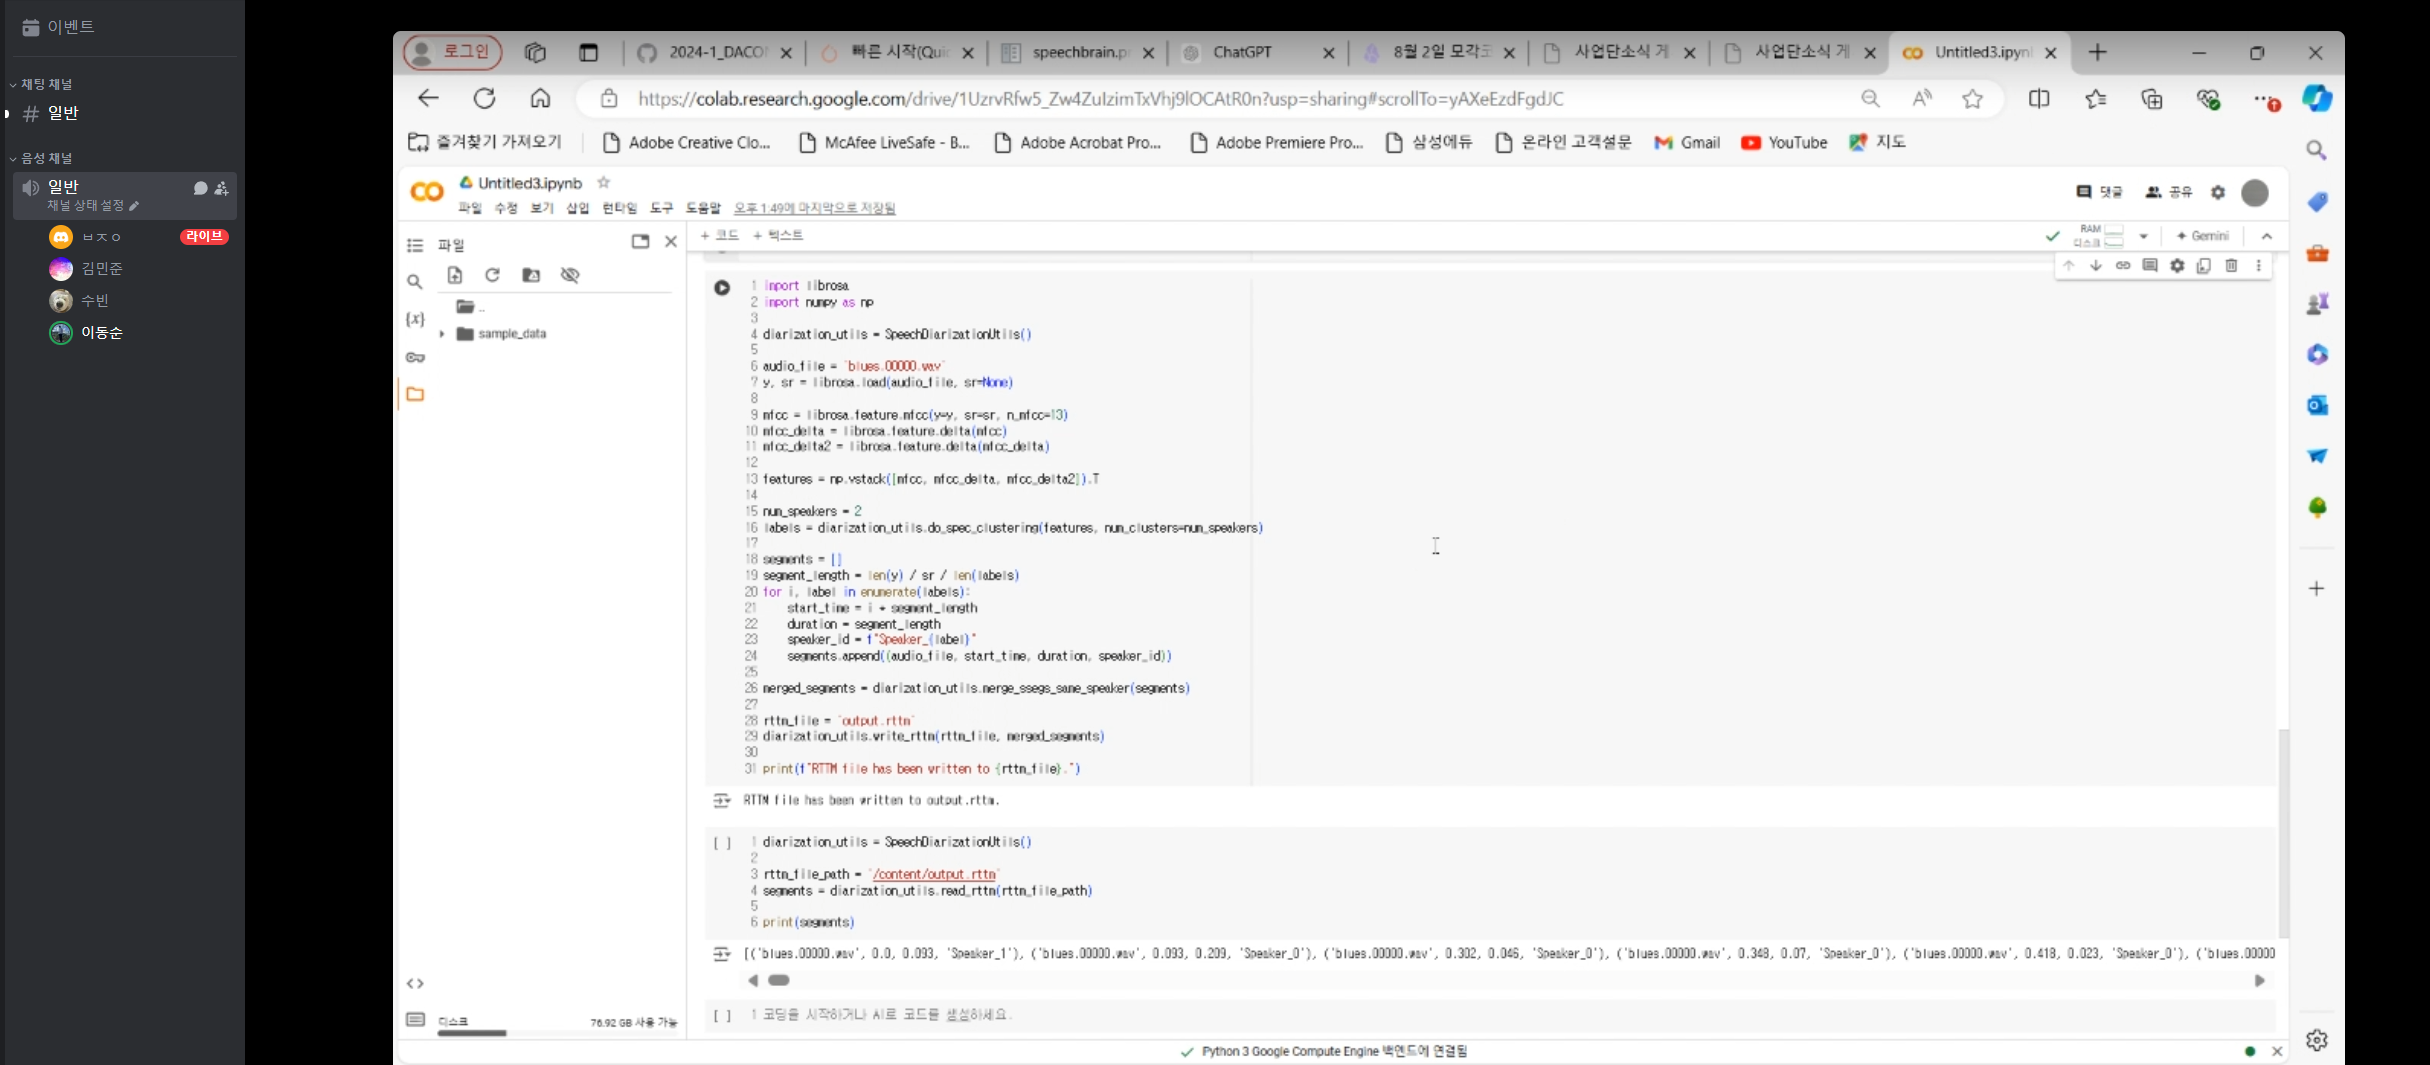 이벤트
채팅 채널
# 일반
음성 채널
일반
채널 상태 설정
ㅂㅈㅇ 라이브
김민준
수빈
이동순
로그인
2024-1_DACO
빠른 시작(Qui
speechbrain.p
ChatGPT
8월 2일 모각코
사업단소식 게
사업단소식 게
Untitled3.ipyn
https://colab.research.google.com/drive/1UzrvRfw5_Zw4ZuIzimTxVhj9lOCAtR0n?usp=sharing#scrollTo=yAXeEzdFgdJC
즐겨찾기 가져오기
Adobe Creative Clo...
McAfee LiveSafe - B...
Adobe Acrobat Pro...
Adobe Premiere Pro...
삼성에듀
온라인 고객설문
Gmail
YouTube
지도
Untitled3.ipynb
댓글 공유
파일 수정 보기 삽입 런타임 도구 도움말 오후 1:49에 마지막으로 저장됨
파일
+ 코드 + 텍스트
RAM
디스크
Gemini
..
{x}
sample_data
1 import librosa
2 import numpy as np
3
4 diarization_utils = SpeechDiarizationUtils()
5
6 audio_file = 'blues.00000.wav'
7 y, sr = librosa.load(audio_file, sr=None)
8
9 mfcc = librosa.feature.mfcc(y=y, sr=sr, n_mfcc=13)
10 mfcc_delta = librosa.feature.delta(mfcc)
11 mfcc_delta2 = librosa.feature.delta(mfcc_delta)
12
13 features = np.vstack([mfcc, mfcc_delta, mfcc_delta2]).T
14
15 num_speakers = 2
16 labels = diarization_utils.do_spec_clustering(features, num_clusters=num_speakers)
17
18 segments = []
19 segment_length = len(y) / sr / len(labels)
20 for i, label in enumerate(labels):
21 start_time = i * segment_length
22 duration = segment_length
23 speaker_id = f"Speaker_{label}"
24 segments.append((audio_file, start_time, duration, speaker_id))
25
26 merged_segments = diarization_utils.merge_ssegs_same_speaker(segments)
27
28 rttm_file = 'output.rttm'
29 diarization_utils.write_rttm(rttm_file, merged_segments)
30
31 print(f"RTTM file has been written to {rttm_file}.")
RTTM file has been written to output.rttm.
[ ] 1 diarization_utils = SpeechDiarizationUtils()
2
3 rttm_file_path = '/content/output.rttm'
4 segments = diarization_utils.read_rttm(rttm_file_path)
5
6 print(segments)
[('blues.00000.wav', 0.0, 0.093, 'Speaker_1'), ('blues.00000.wav', 0.093, 0.209, 'Speaker_0'), ('blues.00000.wav', 0.302, 0.046, 'Speaker_0'), ('blues.00000.wav', 0.348, 0.07, 'Speaker_0'), ('blues.00000.wav', 0.418, 0.023, 'Speaker_0'), ('blues.00000
[ ] 1 코딩을 시작하거나 AI로 코드를 생성하세요.
디스크 76.92 GB 사용 가능
Python 3 Google Compute Engine 백엔드에 연결됨